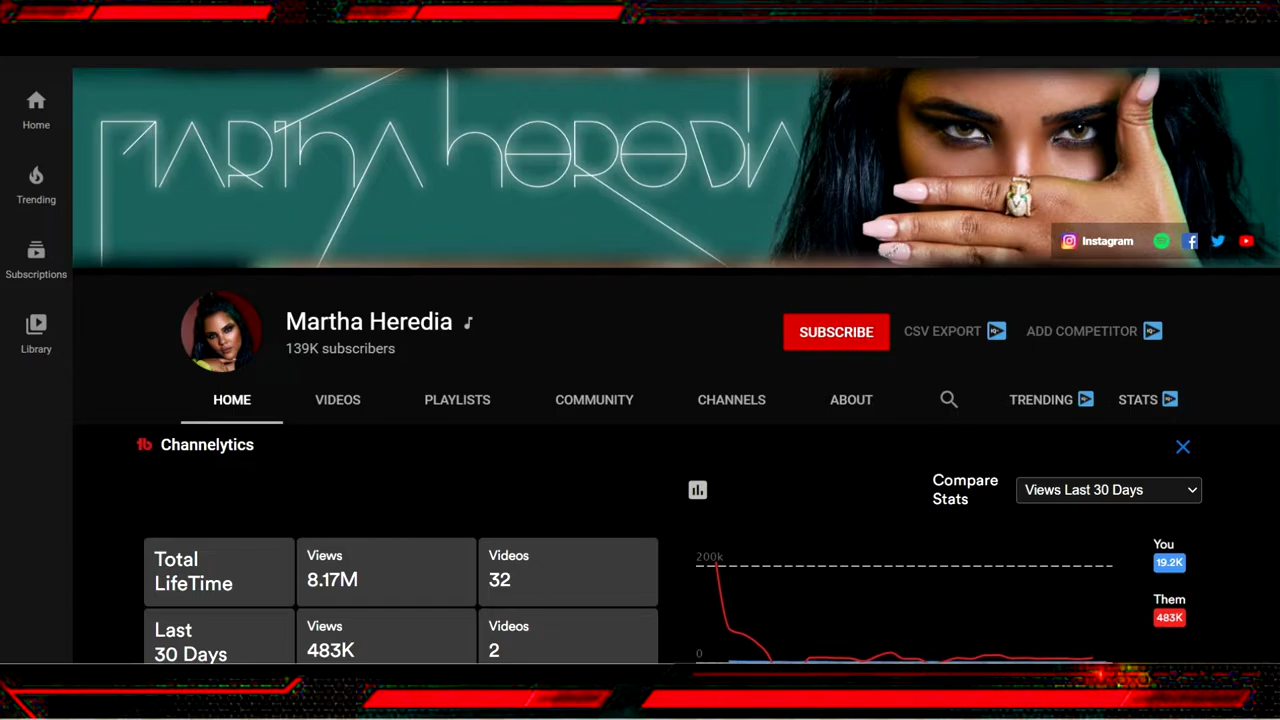 MARTHA HEREDIA
Home
Trending
Subscriptions
Library
Instagram
Martha Heredia
139K subscribers
SUBSCRIBE
CSV EXPORT
ADD COMPETITOR
HOME
VIDEOS
PLAYLISTS
COMMUNITY
CHANNELS
ABOUT
TRENDING
STATS
tb Channelytics
Compare
Stats
Views Last 30 Days
Total
LifeTime
Views
8.17M
Videos
32
Last
30 Days
Views
483K
Videos
2
200k
0
You
19.2K
Them
483K